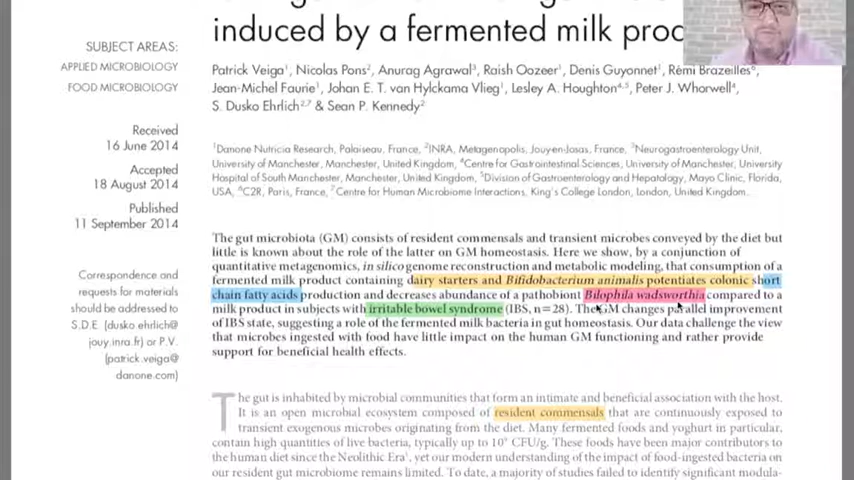 induced by a fermented milk proc
SUBJECT AREAS:
APPLIED MICROBIOLOGY
FOOD MICROBIOLOGY
Received
16 June 2014
Accepted
18 August 2014
Published
11 September 2014
Correspondence and
requests for materials
should be addressed to
S.D.E. (dusko.ehrlich@
jouy.inra.fr) or P.V.
(patrick.veiga@
danone.com)
Patrick Veiga¹, Nicolas Pons², Anurag Agrawal³, Raish Oozeer¹, Denis Guyonnet¹, Rémi Brazeilles⁶,
Jean-Michel Faurie¹, Johan E. T. van Hylckama Vlieg¹, Lesley A. Houghton⁴,⁵, Peter J. Whorwell⁴,
S. Dusko Ehrlich²,⁷ & Sean P. Kennedy²
¹Danone Nutricia Research, Palaiseau, France, ²INRA, Metagenopolis, Jouy-en-Josas, France, ³Neurogastroenterology Unit,
University of Manchester, Manchester, United Kingdom, ⁴Centre for Gastrointestinal Sciences, University of Manchester, University
Hospital of South Manchester, Manchester, United Kingdom, ⁵Division of Gastroenterology and Hepatology, Mayo Clinic, Florida,
USA, ⁶C2R, Paris, France, ⁷Centre for Human Microbiome Interactions, King's College London, London, United Kingdom.
The gut microbiota (GM) consists of resident commensals and transient microbes conveyed by the diet but
little is known about the role of the latter on GM homeostasis. Here we show, by a conjunction of
quantitative metagenomics, in silico genome reconstruction and metabolic modeling, that consumption of a
fermented milk product containing dairy starters and Bifidobacterium animalis potentiates colonic short
chain fatty acids production and decreases abundance of a pathobiont Bilophila wadsworthia compared to a
milk product in subjects with irritable bowel syndrome (IBS, n=28). The GM changes parallel improvement
of IBS state, suggesting a role of the fermented milk bacteria in gut homeostasis. Our data challenge the view
that microbes ingested with food have little impact on the human GM functioning and rather provide
support for beneficial health effects.
The gut is inhabited by microbial communities that form an intimate and beneficial association with the host.
It is an open microbial ecosystem composed of resident commensals that are continuously exposed to
transient exogenous microbes originating from the diet. Many fermented foods and yoghurt in particular,
contain high quantities of live bacteria, typically up to 10⁹ CFU/g. These foods have been major contributors to
the human diet since the Neolithic Era¹, yet our modern understanding of the impact of food-ingested bacteria on
our resident gut microbiome remains limited. To date, a majority of studies failed to identify significant modula-